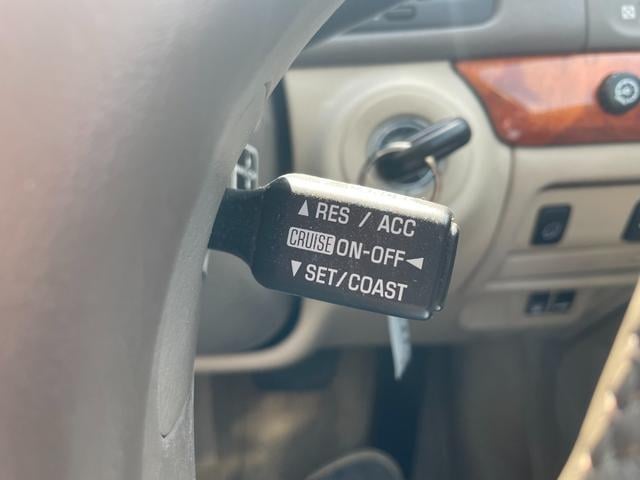 ▲ RES / ACC
CRUISE ON-OFF ◀
▼ SET/COAST